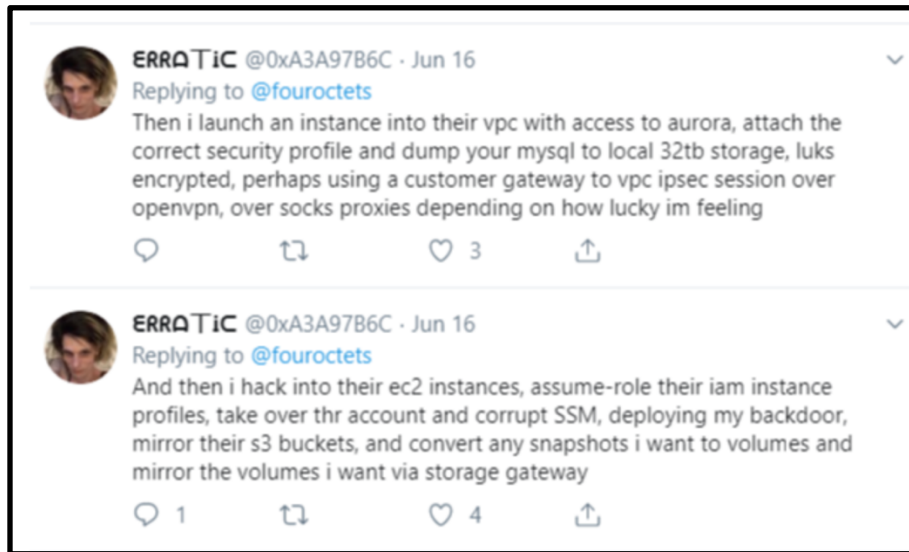 ERRATiC @0xA3A97B6C · Jun 16
Replying to @fouroctets
Then i launch an instance into their vpc with access to aurora, attach the
correct security profile and dump your mysql to local 32tb storage, luks
encrypted, perhaps using a customer gateway to vpc ipsec session over
openvpn, over socks proxies depending on how lucky im feeling
3
ERRATiC @0xA3A97B6C · Jun 16
Replying to @fouroctets
And then i hack into their ec2 instances, assume-role their iam instance
profiles, take over thr account and corrupt SSM, deploying my backdoor,
mirror their s3 buckets, and convert any snapshots i want to volumes and
mirror the volumes i want via storage gateway
1 4